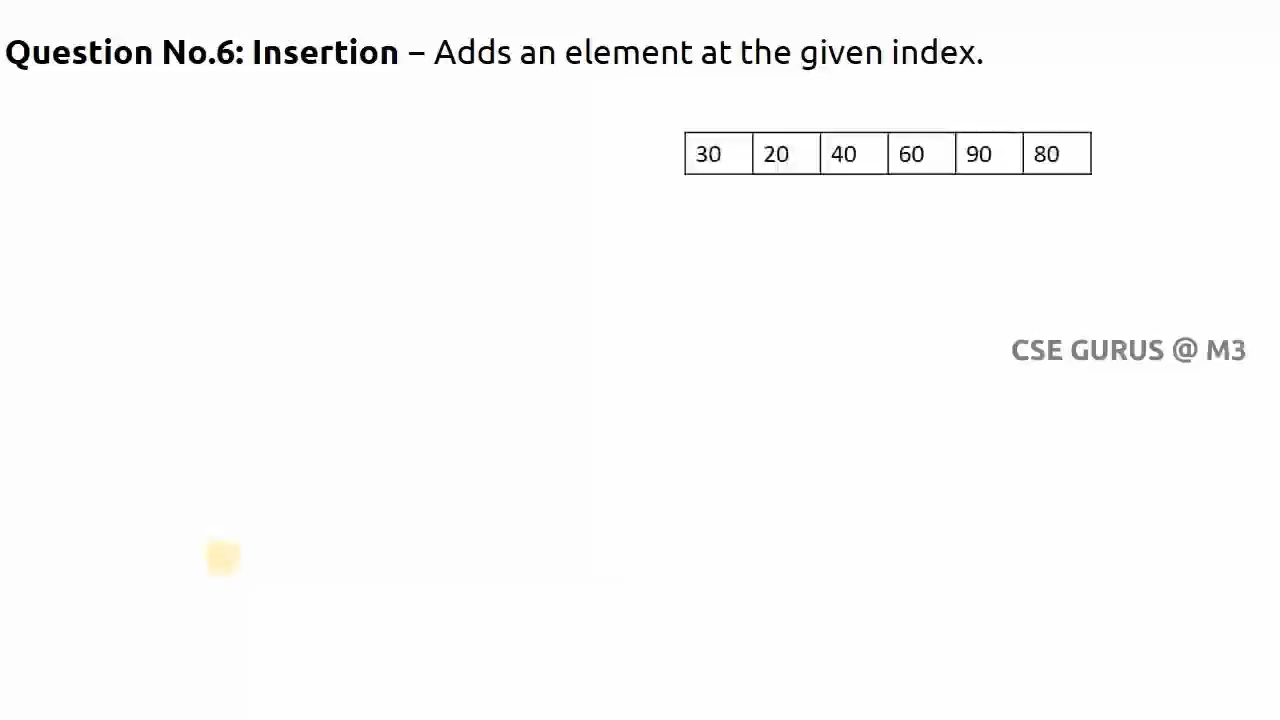 Question No.6: Insertion – Adds an element at the given index.
30 20 40 60 90 80
CSE GURUS @ M3